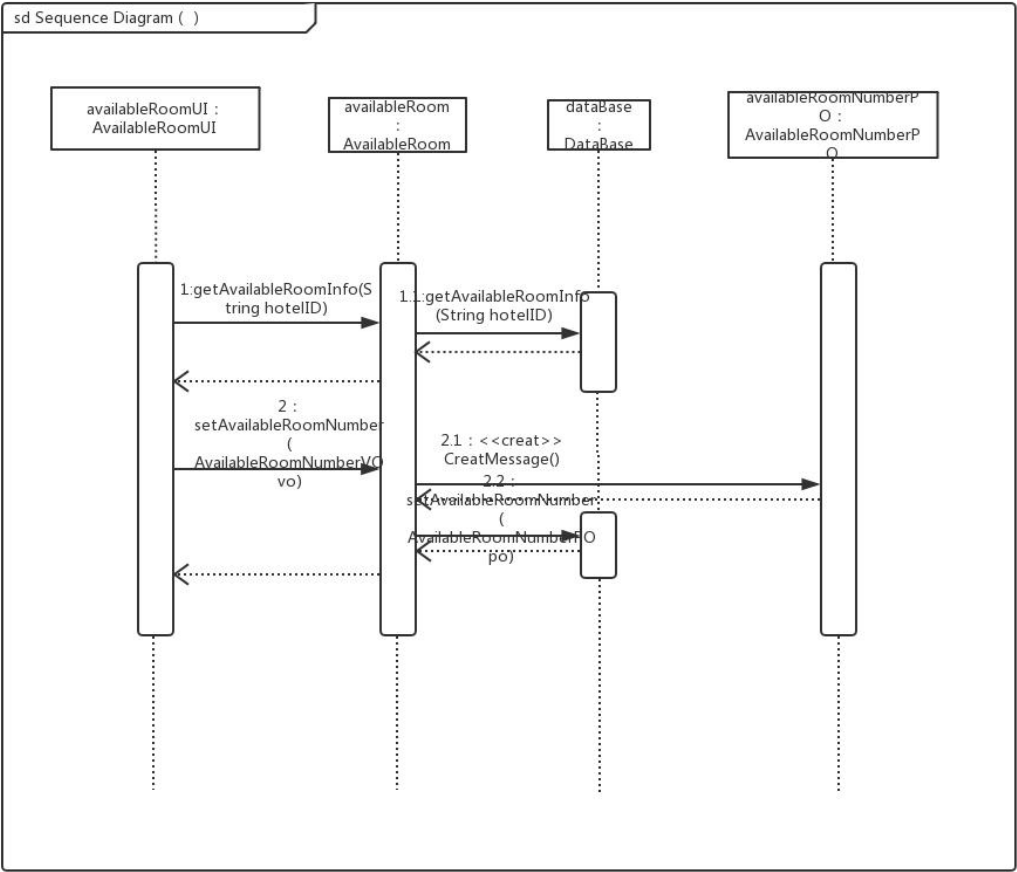 sd Sequence Diagram ( )
availableRoomUI :
AvailableRoomUI
availableRoom
:
AvailableRoom
dataBase
:
DataBase
availableRoomNumberP
O :
AvailableRoomNumberP
O
1:getAvailableRoomInfo(S
tring hotelID)
1.1:getAvailableRoomInfo
(String hotelID)
2 :
setAvailableRoomNumber
(
AvailableRoomNumberVO
vo)
2.1 : <<creat>>
CreatMessage()
2.2 :
setAvailableRoomNumber
(
AvailableRoomNumberPO
po)